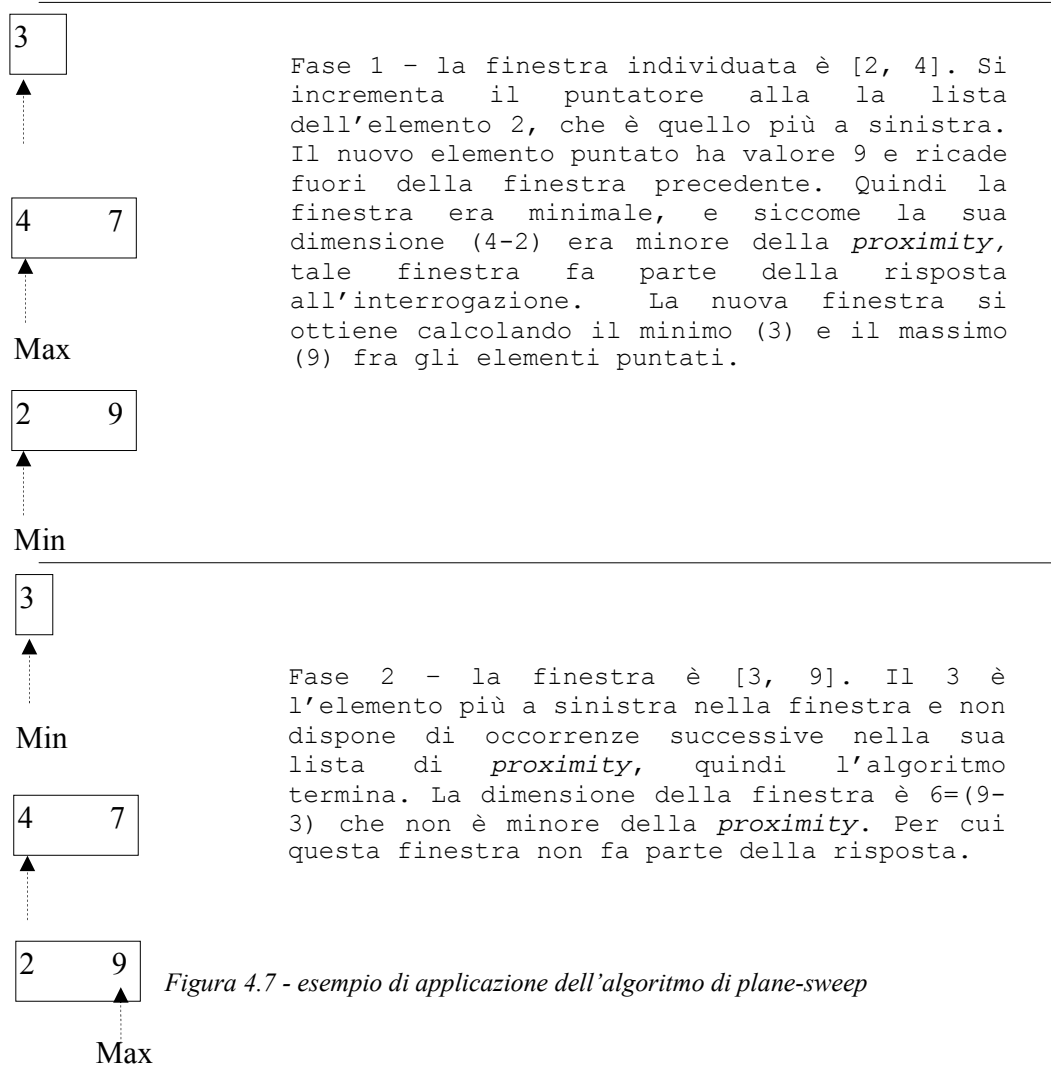 3
Fase 1 – la finestra individuata è [2, 4]. Si
incrementa il puntatore alla la lista
dell'elemento 2, che è quello più a sinistra.
Il nuovo elemento puntato ha valore 9 e ricade
fuori della finestra precedente. Quindi la
finestra era minimale, e siccome la sua
dimensione (4-2) era minore della proximity,
tale finestra fa parte della risposta
all'interrogazione. La nuova finestra si
ottiene calcolando il minimo (3) e il massimo
(9) fra gli elementi puntati.
4 7
Max
2 9
Min
3
Min
Fase 2 – la finestra è [3, 9]. Il 3 è
l'elemento più a sinistra nella finestra e non
dispone di occorrenze successive nella sua
lista di proximity, quindi l'algoritmo
termina. La dimensione della finestra è 6=(9-
3) che non è minore della proximity. Per cui
questa finestra non fa parte della risposta.
4 7
2 9
Max
Figura 4.7 - esempio di applicazione dell'algoritmo di plane-sweep